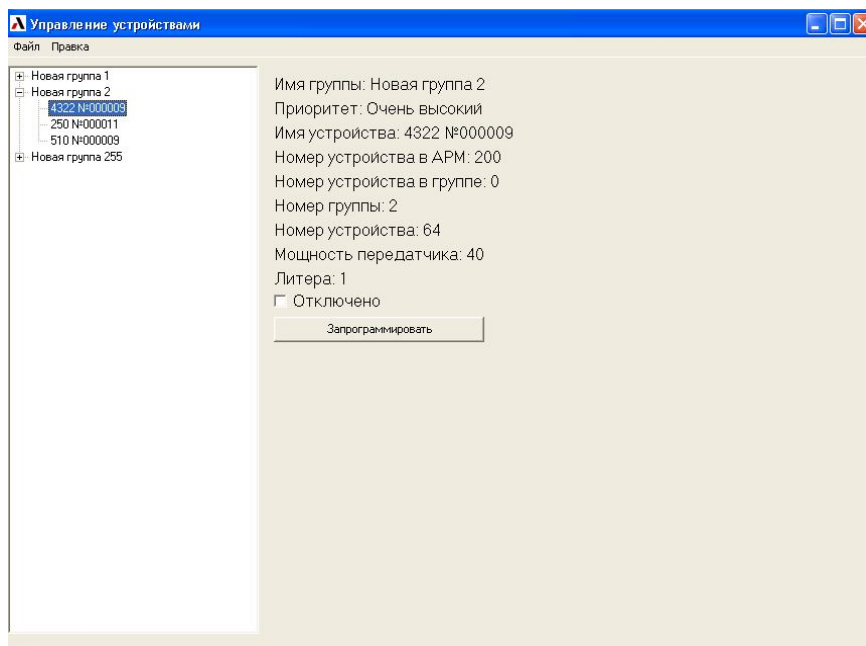 Управление устройствами
Файл Правка
Новая группа 1
Новая группа 2
4322 №000009
250 №000011
510 №000009
Новая группа 255
Имя группы: Новая группа 2
Приоритет: Очень высокий
Имя устройства: 4322 №000009
Номер устройства в АРМ: 200
Номер устройства в группе: 0
Номер группы: 2
Номер устройства: 64
Мощность передатчика: 40
Литера: 1
Отключено
Запрограммировать